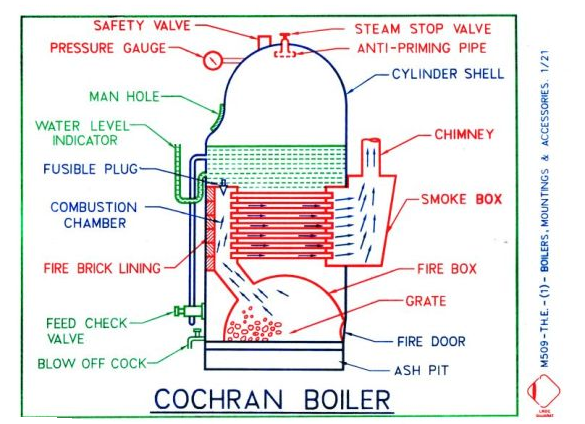 SAFETY VALVE
STEAM STOP VALVE
PRESSURE GAUGE
ANTI-PRIMING PIPE
CYLINDER SHELL
MAN HOLE
WATER LEVEL
INDICATOR
CHIMNEY
FUSIBLE PLUG
SMOKE BOX
COMBUSTION
CHAMBER
FIRE BRICK LINING
FIRE BOX
GRATE
FEED CHECK
VALVE
FIRE DOOR
BLOW OFF COCK
ASH PIT
COCHRAN BOILER
M509-TH.E.-(1)-BOILERS, MOUNTINGS & ACCESSORIES. 1/21